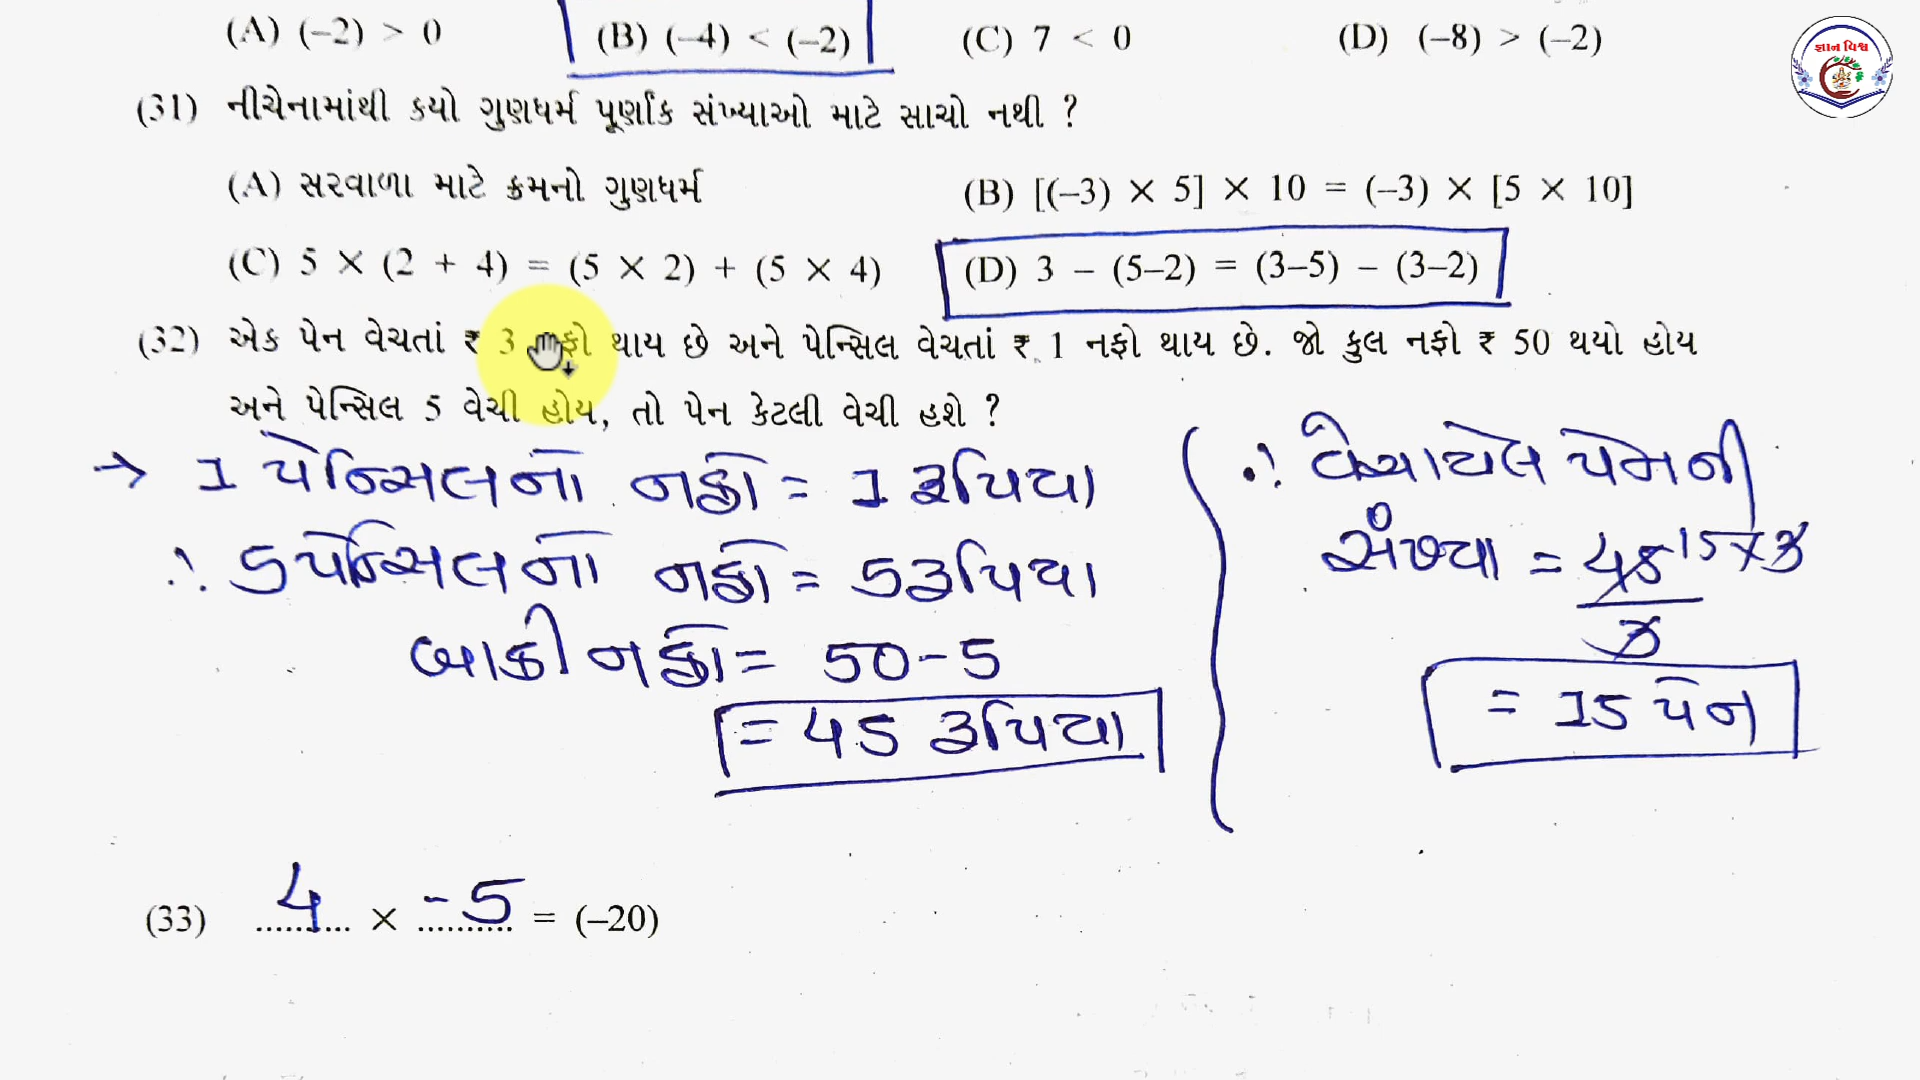 (A) (–2) > 0 (B) (–4) < (–2) (C) 7 < 0 (D) (–8) > (–2)
જ્ઞાન વિશ્વ
(31) નીચેનામાંથી કયો ગુણધર્મ પૂર્ણાંક સંખ્યાઓ માટે સાચો નથી ?
(A) સરવાળા માટે ક્રમનો ગુણધર્મ (B) [(–3) × 5] × 10 = (–3) × [5 × 10]
(C) 5 × (2 + 4) = (5 × 2) + (5 × 4) (D) 3 – (5–2) = (3–5) – (3–2)
(32) એક પેન વેચતાં ₹ 3 થાય છે અને પેન્સિલ વેચતાં ₹ 1 નફો થાય છે. જો કુલ નફો ₹ 50 થયો હોય
અને પેન્સિલ 5 વેચી હોય, તો પેન કેટલી વેચી હશે ?
→ 1 પેન્સિલનો નફો = 1 રૂપિયા
∴ 5 પેન્સિલનો નફો = 5 રૂપિયા
બાકી નફો = 50 - 5
= 45 રૂપિયા
∴ વેચાયેલ પેનની
સંખ્યા = 45 15 × 3
3
= 15 પેન
(33) 4 × -5 = (–20)